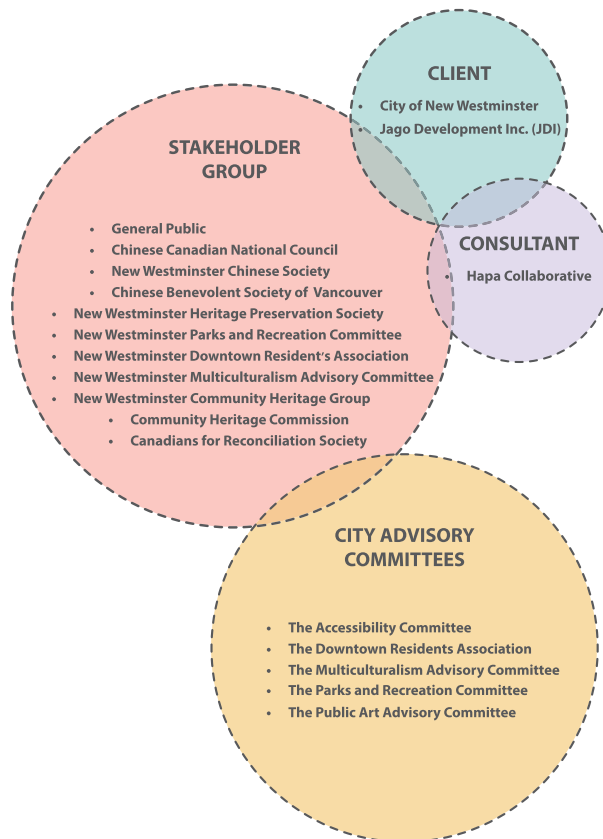 CLIENT
• City of New Westminster
• Jago Development Inc. (JDI)
STAKEHOLDER
GROUP
• General Public
• Chinese Canadian National Council
• New Westminster Chinese Society
• Chinese Benevolent Society of Vancouver
• New Westminster Heritage Preservation Society
• New Westminster Parks and Recreation Committee
• New Westminster Downtown Resident's Association
• New Westminster Multiculturalism Advisory Committee
• New Westminster Community Heritage Group
• Community Heritage Commission
• Canadians for Reconciliation Society
CONSULTANT
• Hapa Collaborative
CITY ADVISORY
COMMITTEES
• The Accessibility Committee
• The Downtown Residents Association
• The Multiculturalism Advisory Committee
• The Parks and Recreation Committee
• The Public Art Advisory Committee